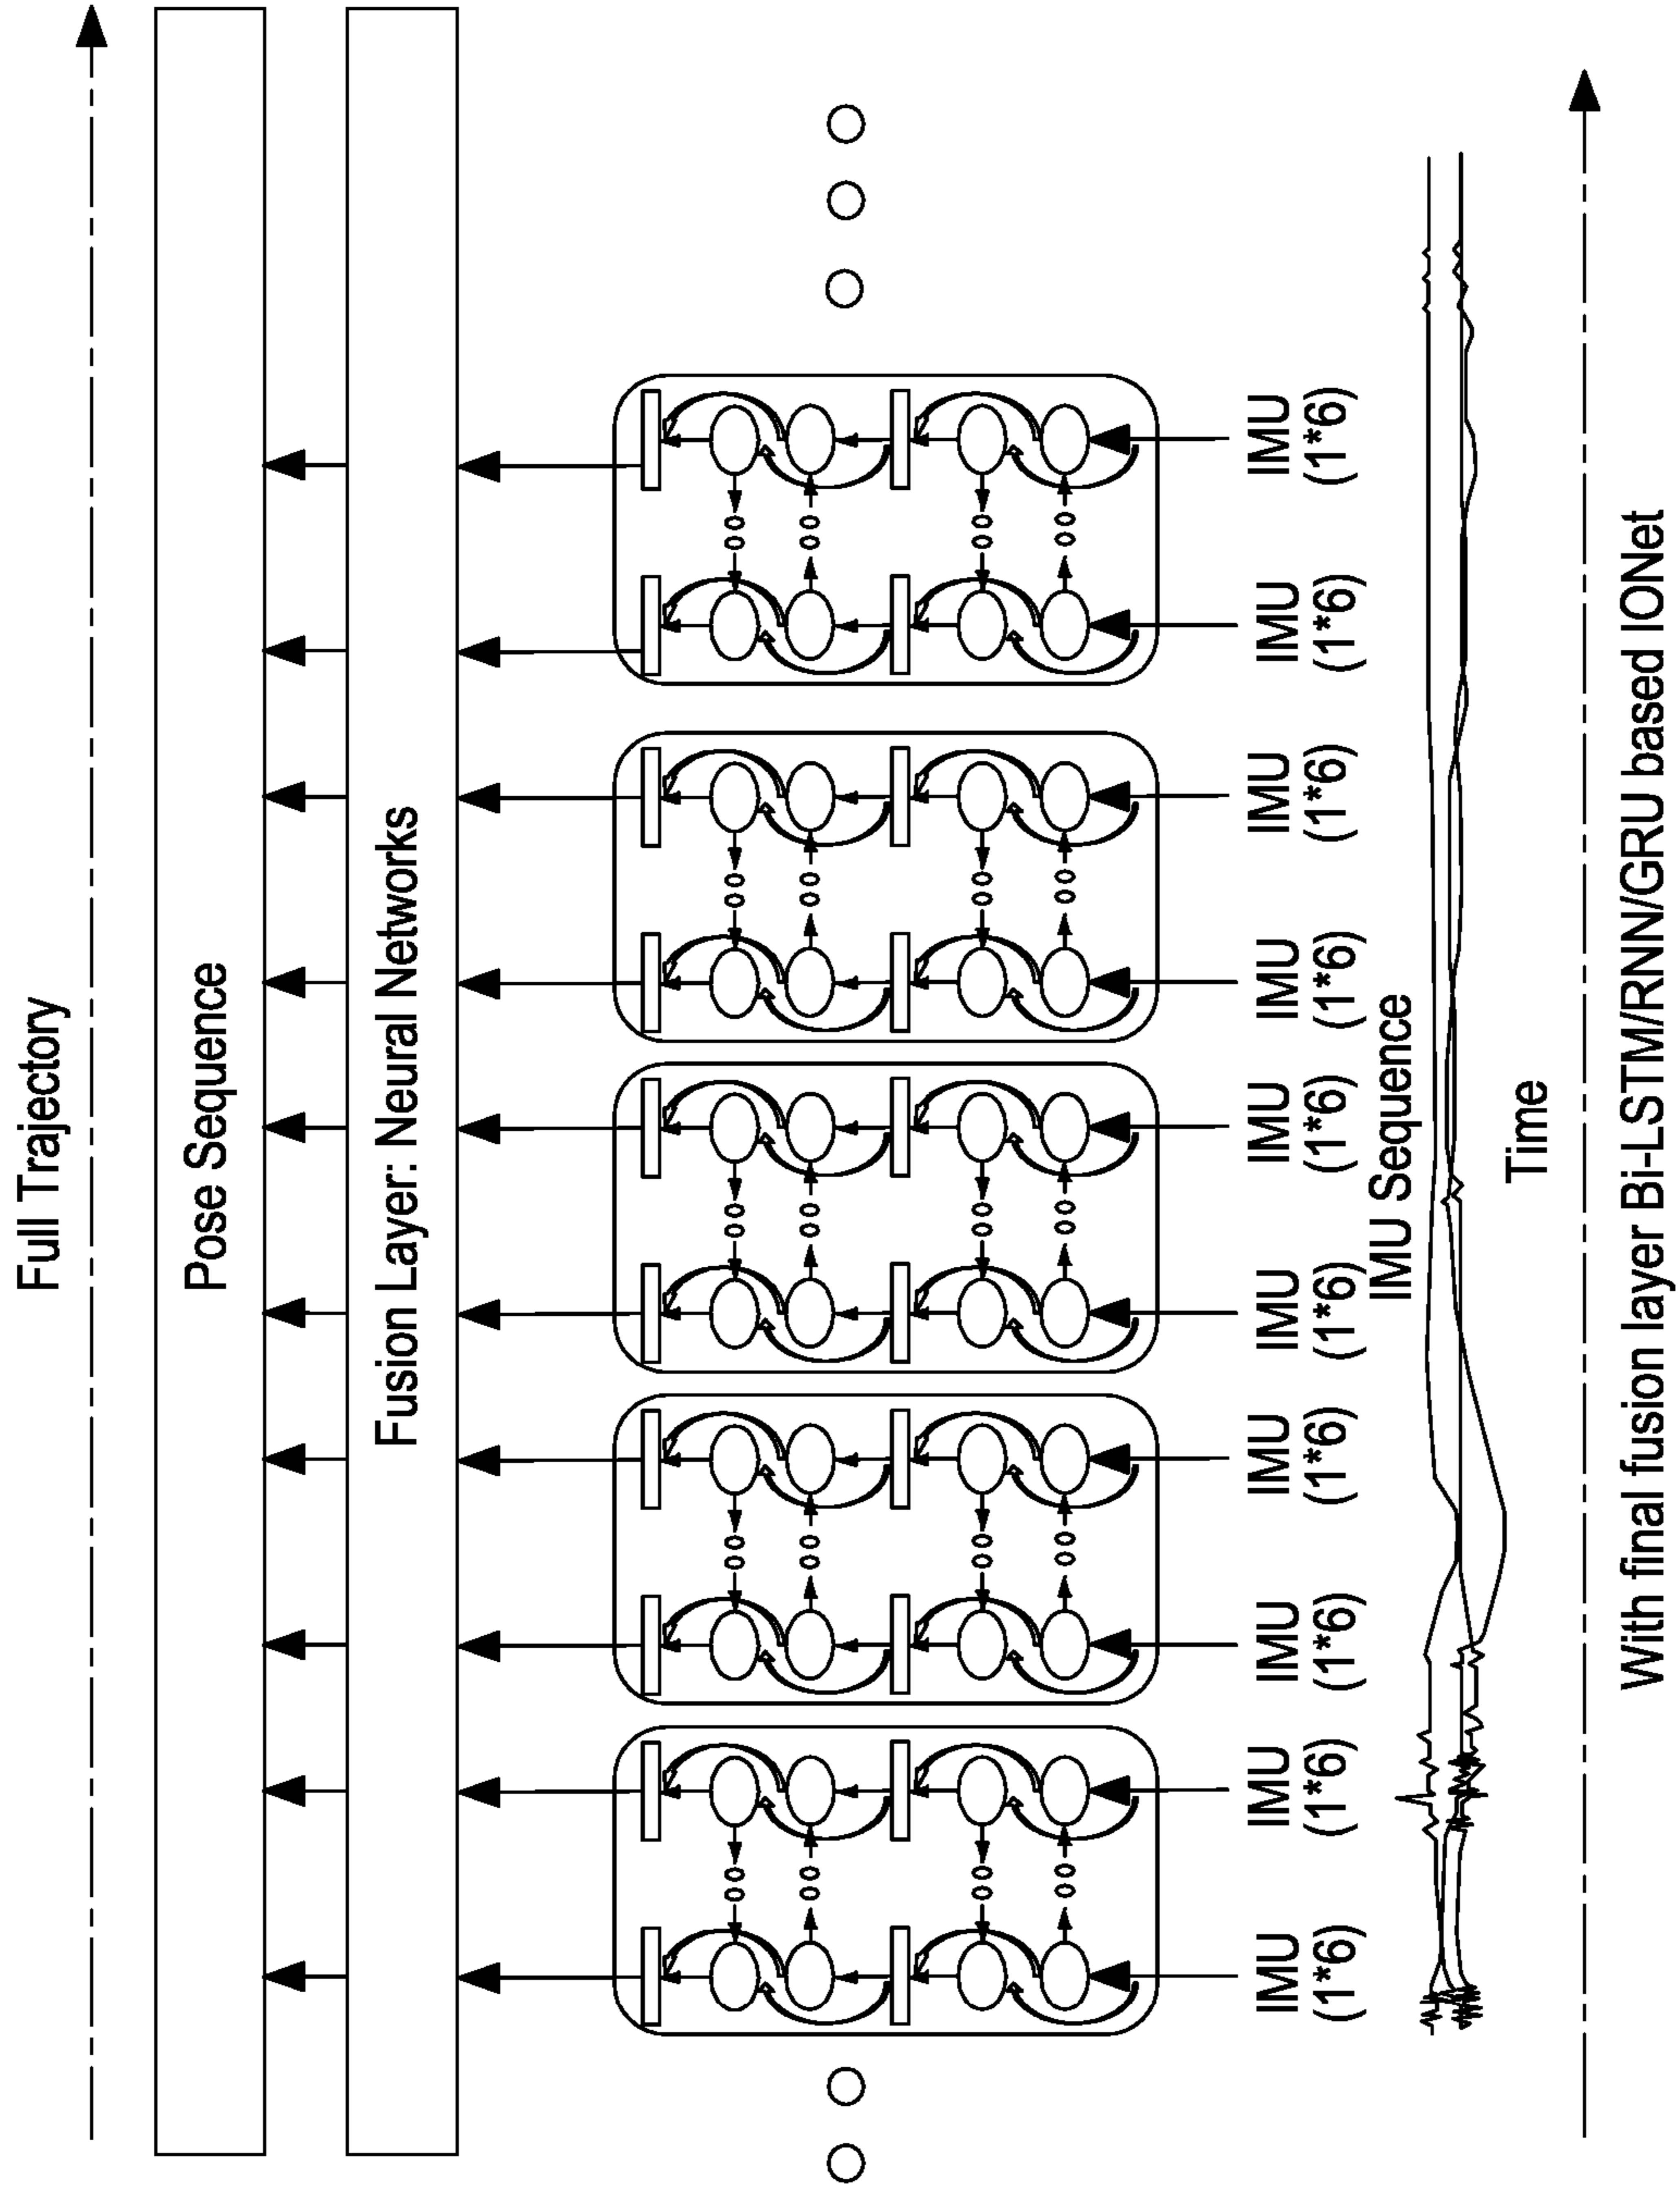 Full Trajectory
Pose Sequence
Fusion Layer: Neural Networks
IMU
(1*6)
IMU
(1*6)
IMU
(1*6)
IMU
(1*6)
IMU
(1*6)
IMU
(1*6)
IMU
(1*6)
IMU
(1*6)
IMU
(1*6)
IMU
(1*6)
IMU Sequence
Time
With final fusion layer Bi-LSTM/RNN/GRU based IONet